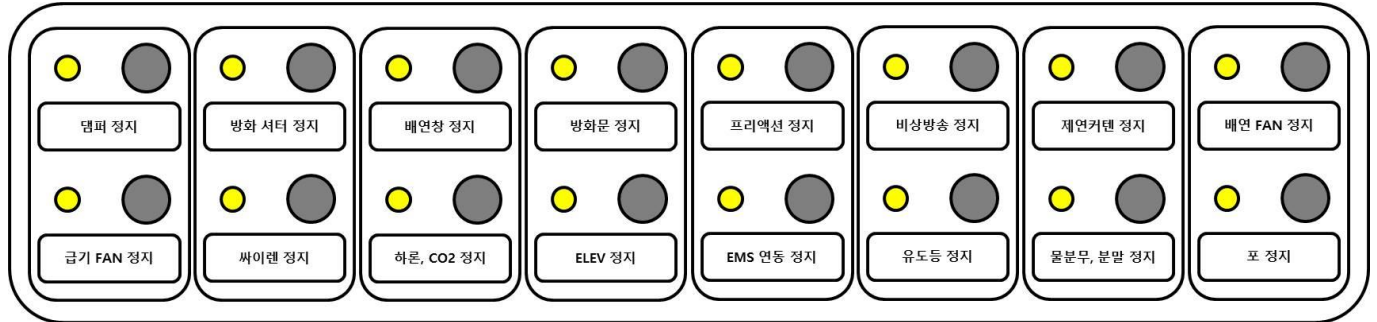 댐퍼 정지
방화 셔터 정지
배연창 정지
방화문 정지
프리액션 정지
비상방송 정지
제연커텐 정지
배연 FAN 정지
급기 FAN 정지
싸이렌 정지
하론, CO2 정지
ELEV 정지
EMS 연동 정지
유도등 정지
물분무, 분말 정지
포 정지